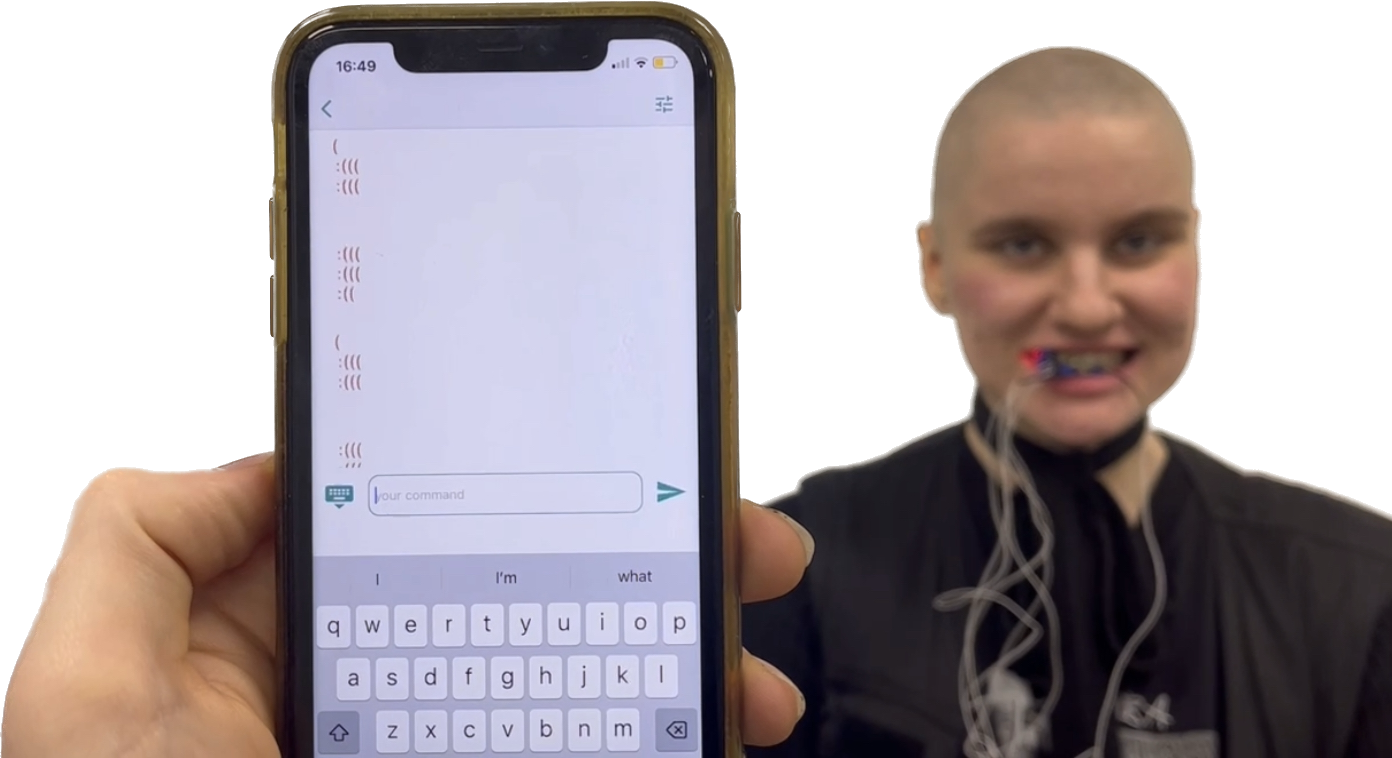 16:49
(
:(((
:(((
:(((
:(((
:((
(
:(((
:(((
:(((
your command
I I'm what
q w e r t y u i o p
a s d f g h j k l
z x c v b n m